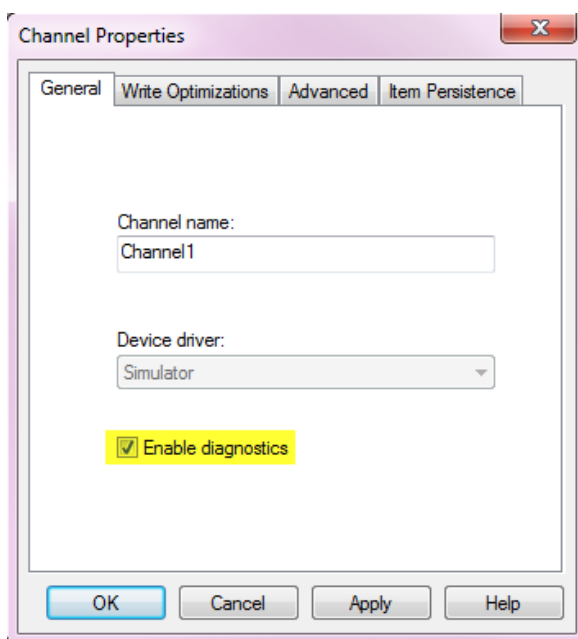 Channel Properties
General Write Optimizations Advanced Item Persistence
Channel name:
Channel1
Device driver:
Simulator
Enable diagnostics
OK Cancel Apply Help